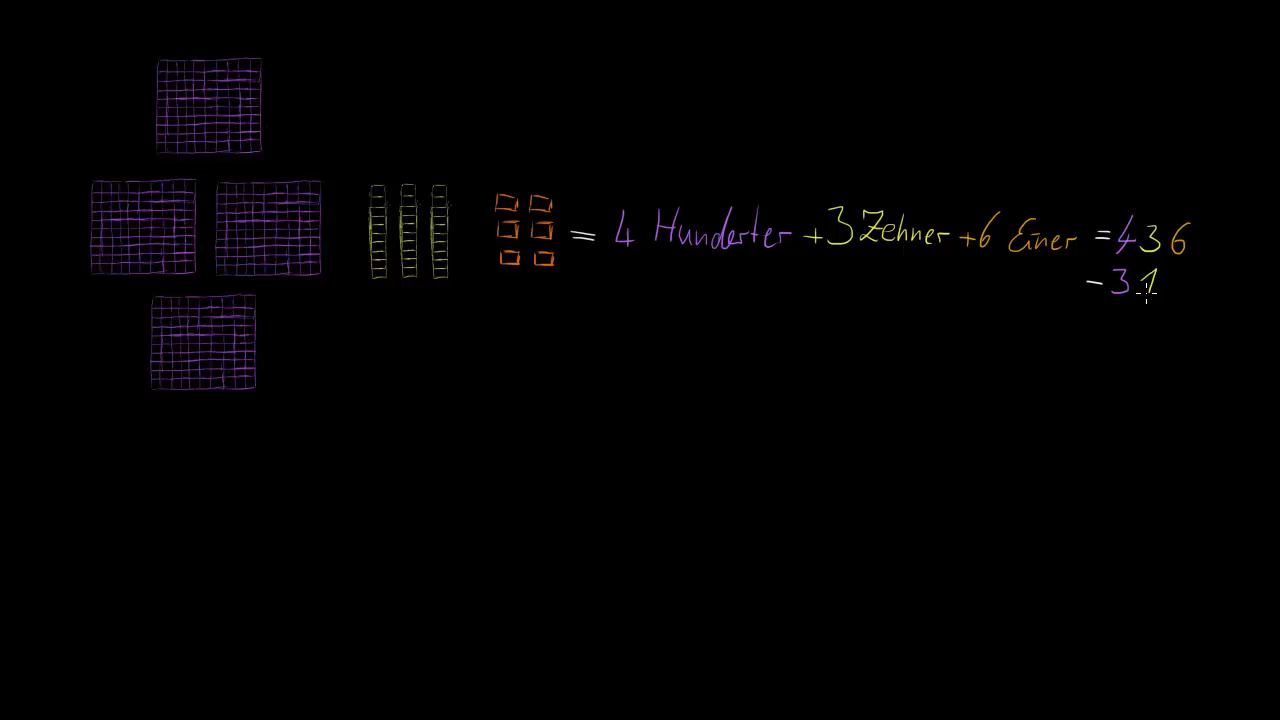 = 4 Hunderter + 3 Zehner + 6 Einer = 436
- 31